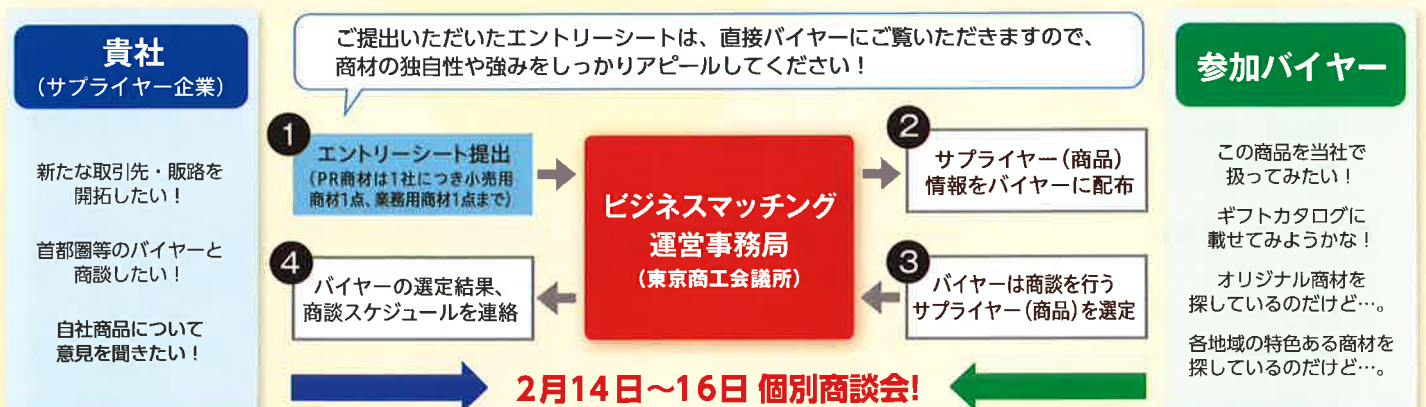 貴社
(サプライヤー企業)
新たな取引先・販路を
開拓したい!
首都圏等のバイヤーと
商談したい!
自社商品について
意見を聞きたい!
ご提出いただいたエントリーシートは、直接バイヤーにご覧いただきますので、
商材の独自性や強みをしっかりアピールしてください!
1
エントリーシート提出
(PR商材は1社につき小売用
商材1点、業務用商材1点まで)
ビジネスマッチング
運営事務局
(東京商工会議所)
2
サプライヤー(商品)
情報をバイヤーに配布
3
バイヤーは商談を行う
サプライヤー(商品)を選定
4
バイヤーの選定結果、
商談スケジュールを連絡
2月14日〜16日 個別商談会!
参加バイヤー
この商品を当社で
扱ってみたい!
ギフトカタログに
載せてみようかな!
オリジナル商材を
探しているのだけど…。
各地域の特色ある商材を
探しているのだけど…。